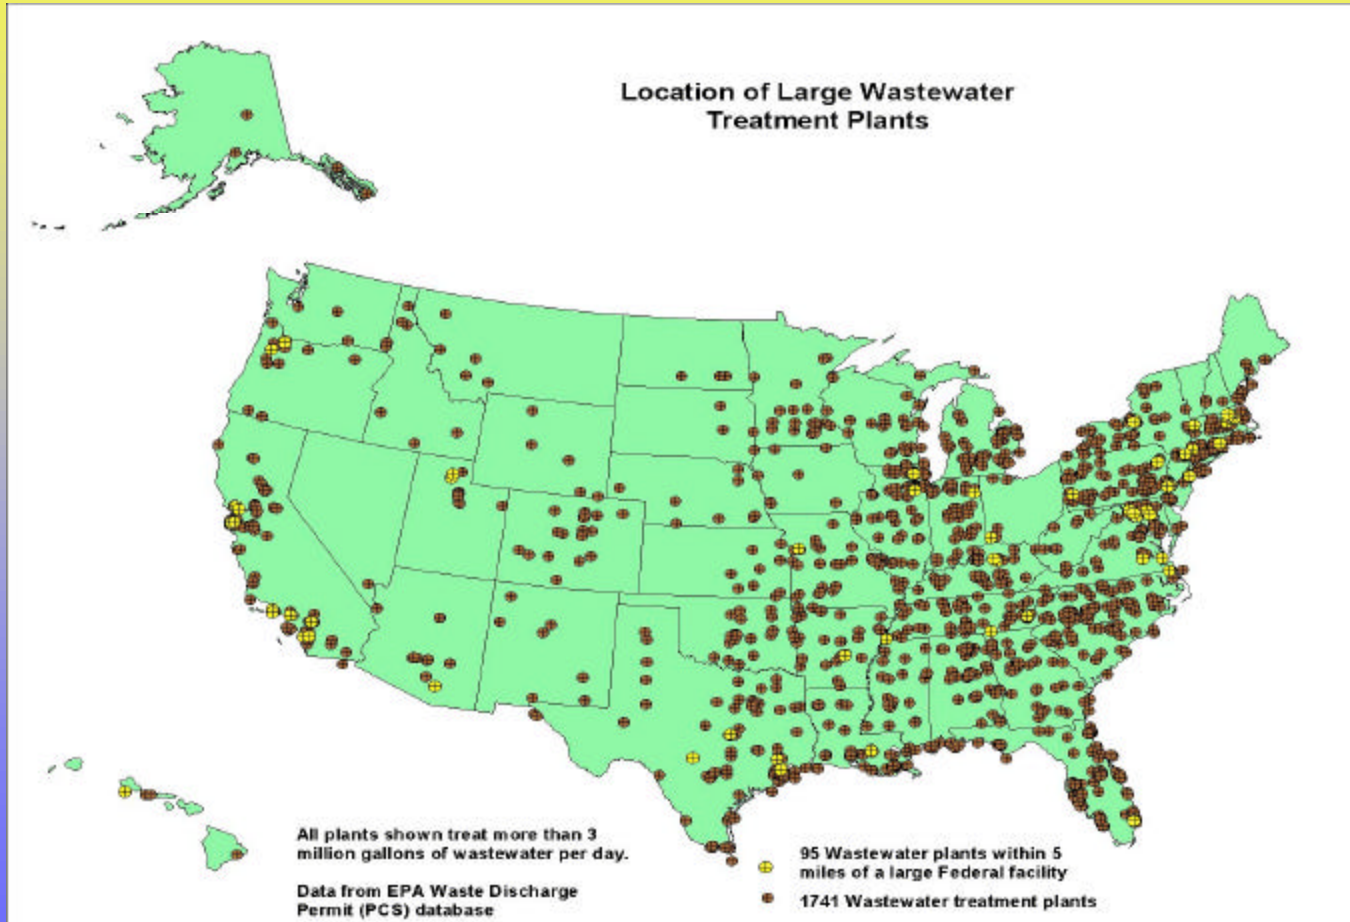 Location of Large Wastewater
Treatment Plants
All plants shown treat more than 3
million gallons of wastewater per day.
Data from EPA Waste Discharge
Permit (PCS) database
95 Wastewater plants within 5
miles of a large Federal facility
1741 Wastewater treatment plants